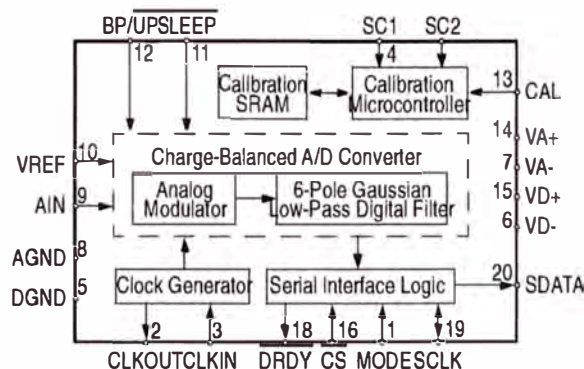 BP/UPSLEEP SC1 SC2
12 11 4
Calibration SRAM
Calibration Microcontroller
13 CAL
14 VA+
7 VA-
15 VD+
6 VD-
VREF 10
AIN 9
Charge-Balanced A/D Converter
Analog Modulator
6-Pole Gaussian Low-Pass Digital Filter
AGND 8
DGND 5
Clock Generator
Serial Interface Logic
20 SDATA
2 3 18 16 1 19
CLKOUT CLKIN DRDY CS MODE SCLK